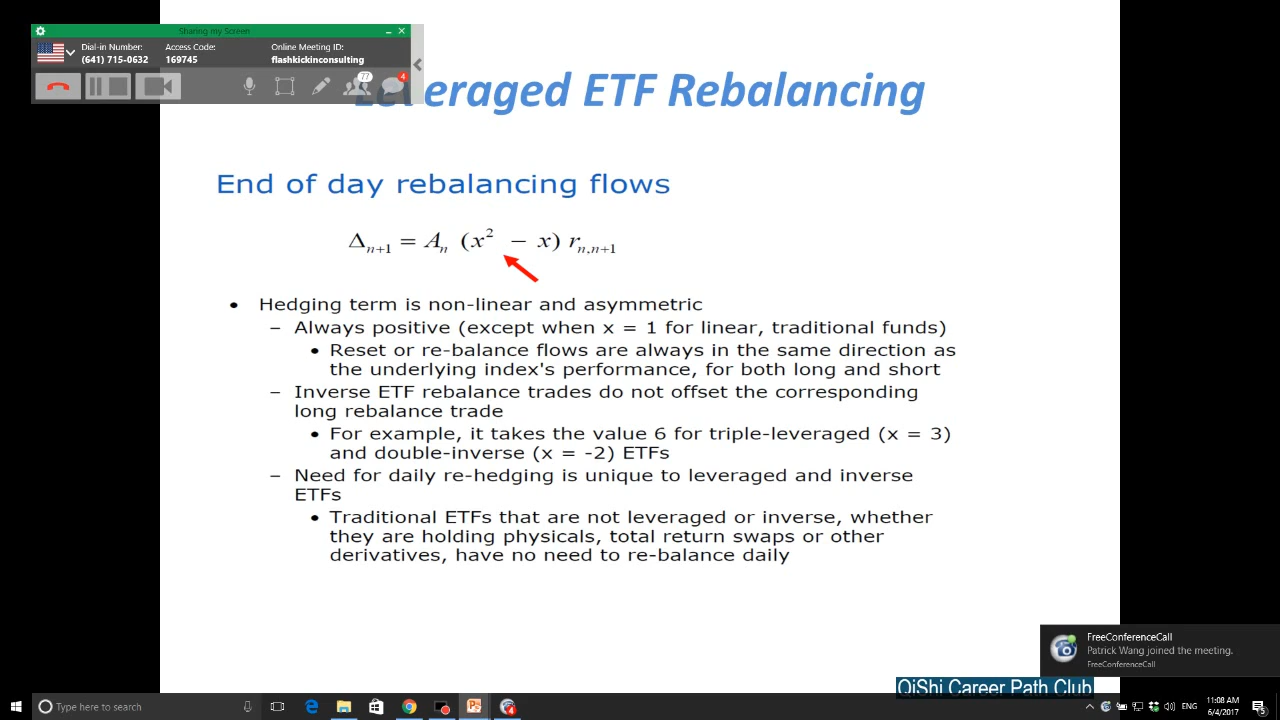 Sharing my Screen
Dial-in Number:
(641) 715-0632
Access Code:
169745
Online Meeting ID:
flashkickinconsulting
77
4
Leveraged ETF Rebalancing
End of day rebalancing flows
Δn+1 = An (x² − x) rn,n+1
• Hedging term is non-linear and asymmetric
– Always positive (except when x = 1 for linear, traditional funds)
• Reset or re-balance flows are always in the same direction as
the underlying index's performance, for both long and short
– Inverse ETF rebalance trades do not offset the corresponding
long rebalance trade
• For example, it takes the value 6 for triple-leveraged (x = 3)
and double-inverse (x = -2) ETFs
– Need for daily re-hedging is unique to leveraged and inverse
ETFs
• Traditional ETFs that are not leveraged or inverse, whether
they are holding physicals, total return swaps or other
derivatives, have no need to re-balance daily
FreeConferenceCall
Patrick Wang joined the meeting.
FreeConferenceCall
QiShi Career Path Club
Type here to search
4
ENG
11:08 AM
6/4/2017
5